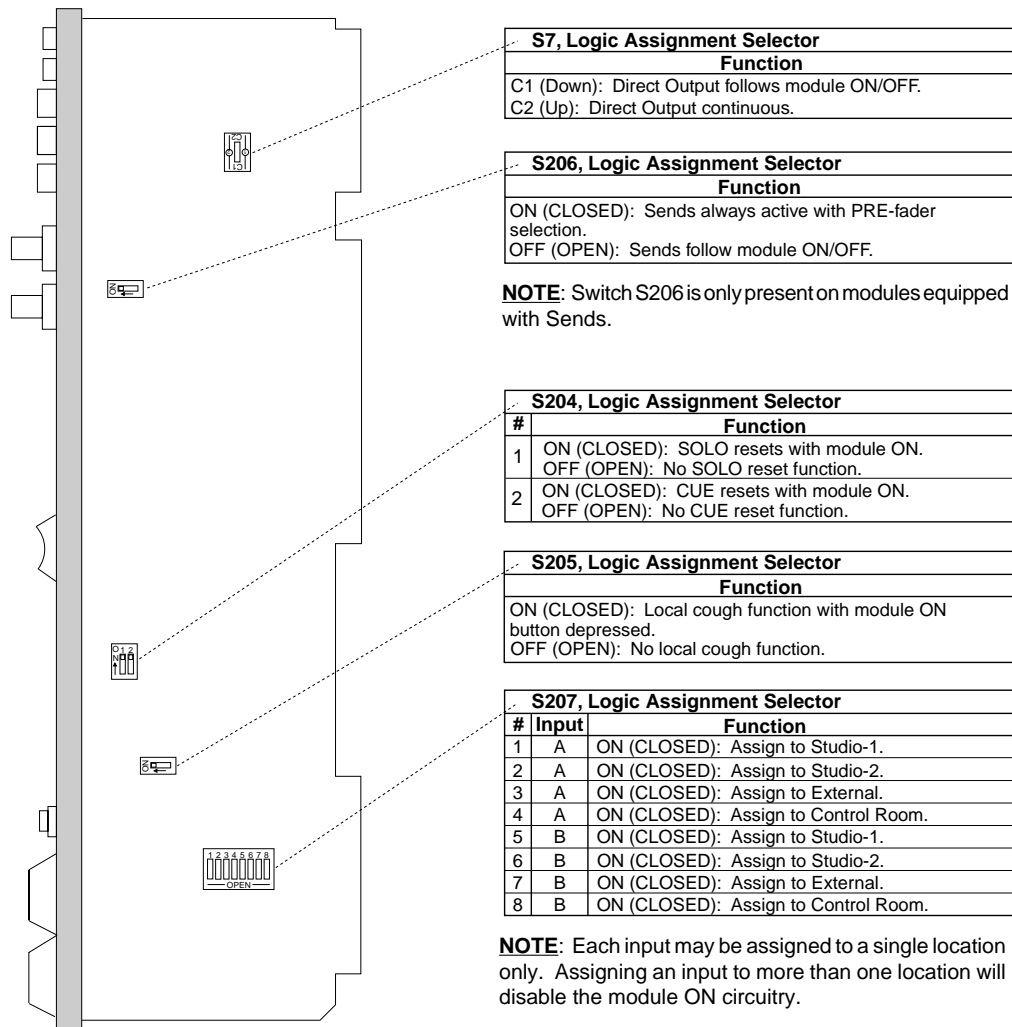 S7, Logic Assignment Selector
Function
C1 (Down): Direct Output follows module ON/OFF.
C2 (Up): Direct Output continuous.
C2
C1
S206, Logic Assignment Selector
Function
ON (CLOSED): Sends always active with PRE-fader
selection.
OFF (OPEN): Sends follow module ON/OFF.
ON
NOTE: Switch S206 is only present on modules equipped
with Sends.
S204, Logic Assignment Selector
# Function
1 ON (CLOSED): SOLO resets with module ON.
OFF (OPEN): No SOLO reset function.
2 ON (CLOSED): CUE resets with module ON.
OFF (OPEN): No CUE reset function.
S205, Logic Assignment Selector
Function
ON (CLOSED): Local cough function with module ON
button depressed.
OFF (OPEN): No local cough function.
ON 1 2
S207, Logic Assignment Selector
# Input Function
1 A ON (CLOSED): Assign to Studio-1.
2 A ON (CLOSED): Assign to Studio-2.
3 A ON (CLOSED): Assign to External.
4 A ON (CLOSED): Assign to Control Room.
5 B ON (CLOSED): Assign to Studio-1.
6 B ON (CLOSED): Assign to Studio-2.
7 B ON (CLOSED): Assign to External.
8 B ON (CLOSED): Assign to Control Room.
ON
1 2 3 4 5 6 7 8
OPEN
NOTE: Each input may be assigned to a single location
only. Assigning an input to more than one location will
disable the module ON circuitry.